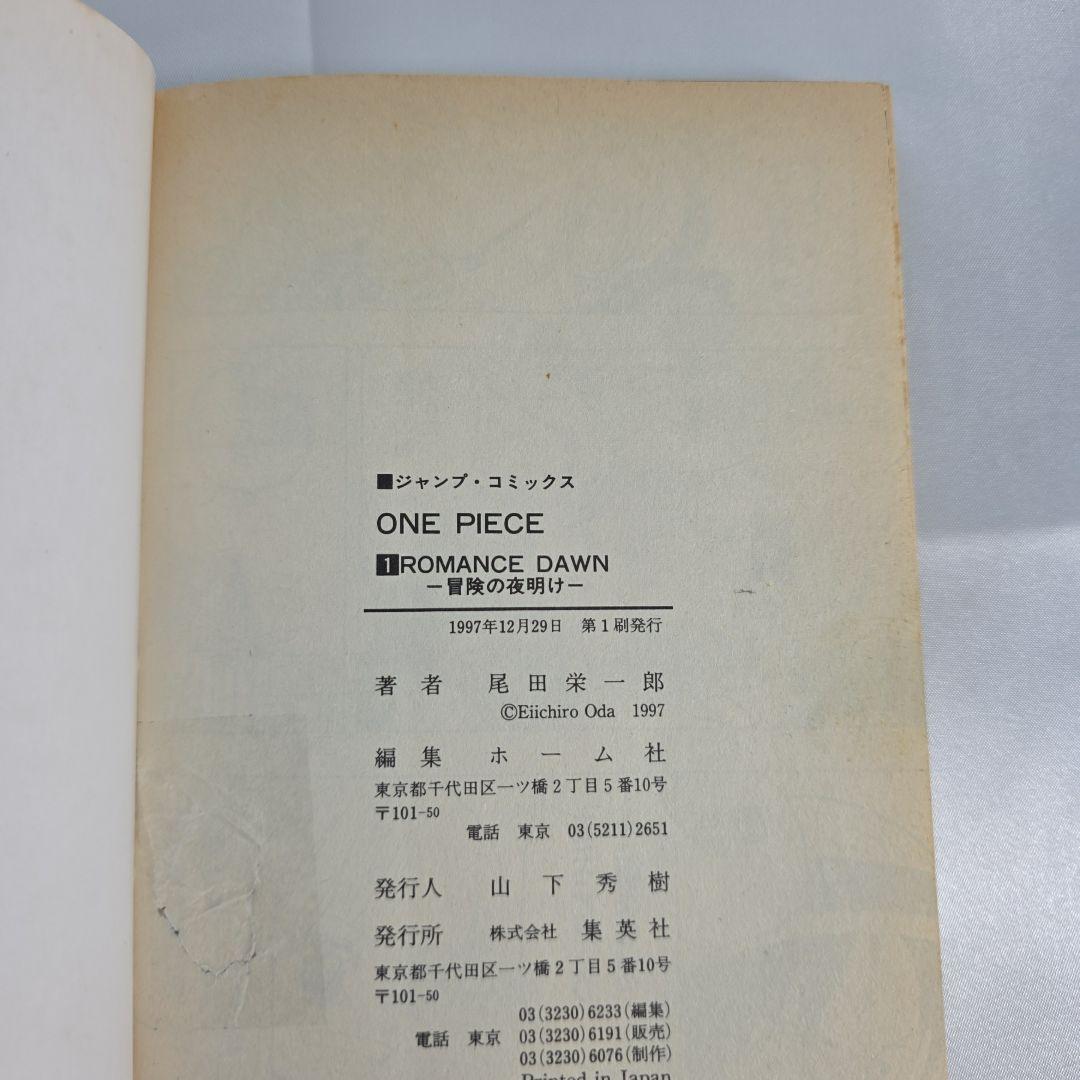 ■ジャンプ・コミックス
ONE PIECE
1 ROMANCE DAWN
―冒険の夜明け―
1997年12月29日 第1刷発行
著者 尾田栄一郎
©Eiichiro Oda 1997
編集 ホーム社
東京都千代田区一ツ橋2丁目5番10号
〒101-50
電話 東京 03(5211)2651
発行人 山下秀樹
発行所 株式会社 集英社
東京都千代田区一ツ橋2丁目5番10号
〒101-50
03(3230)6233(編集)
電話 東京 03(3230)6191(販売)
03(3230)6076(制作)
Printed in Japan